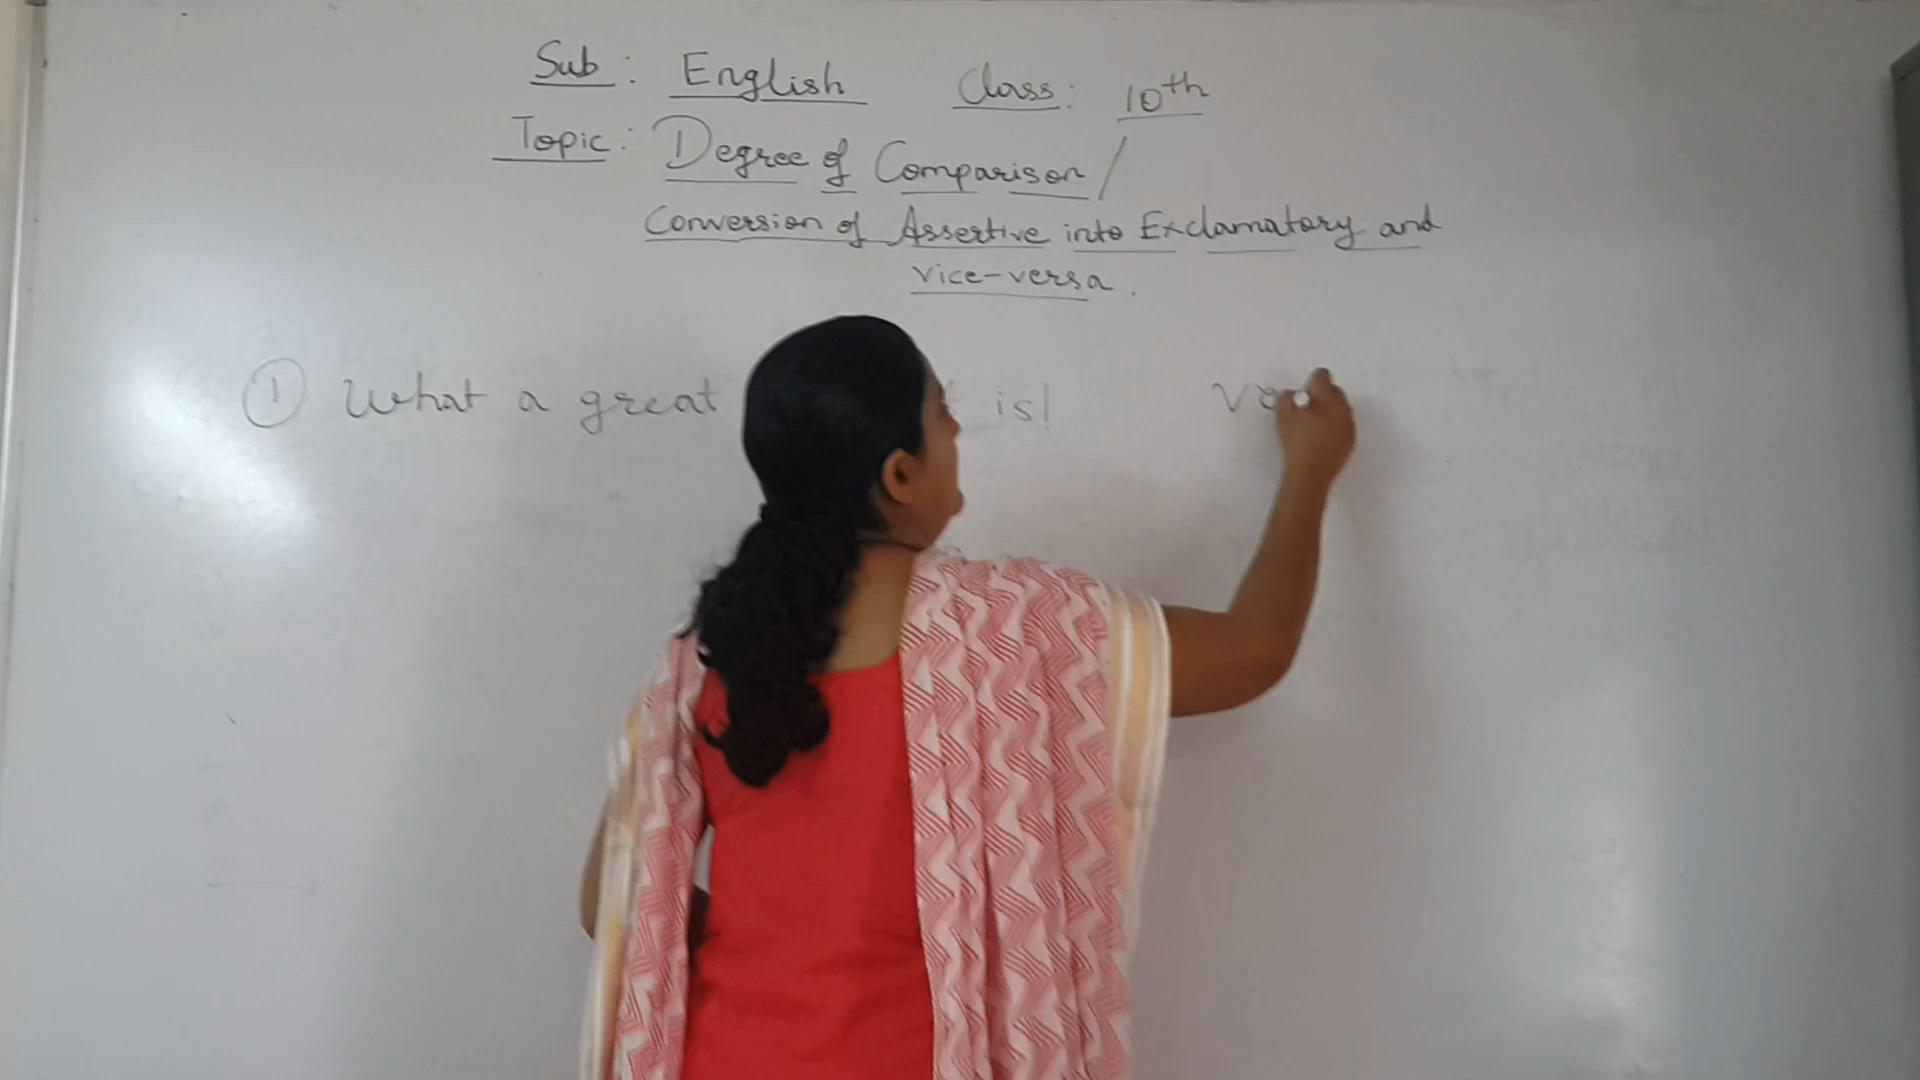 Sub: English Class: 10th
Topic: Degree of Comparison/
Conversion of Assertive into Exclamatory and
vice-versa.
① What a great is!